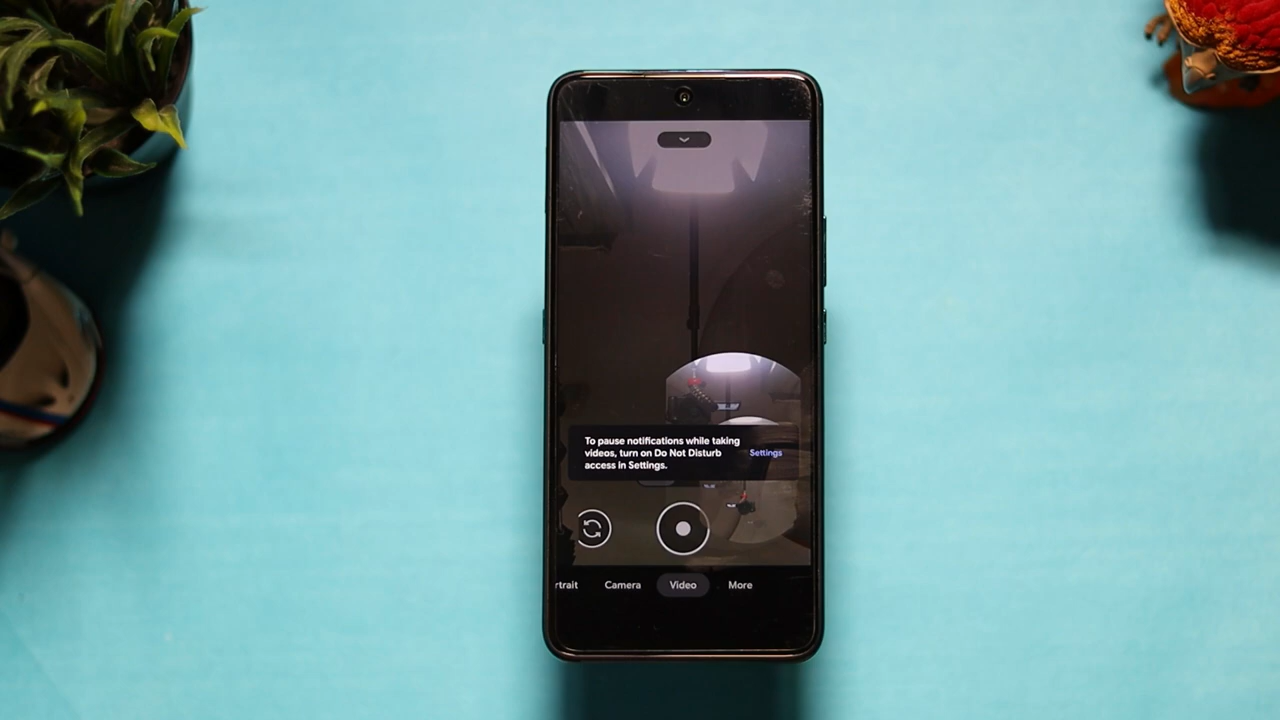 To pause notifications while taking
videos, turn on Do Not Disturb
access in Settings.
Settings
rtrait Camera Video More